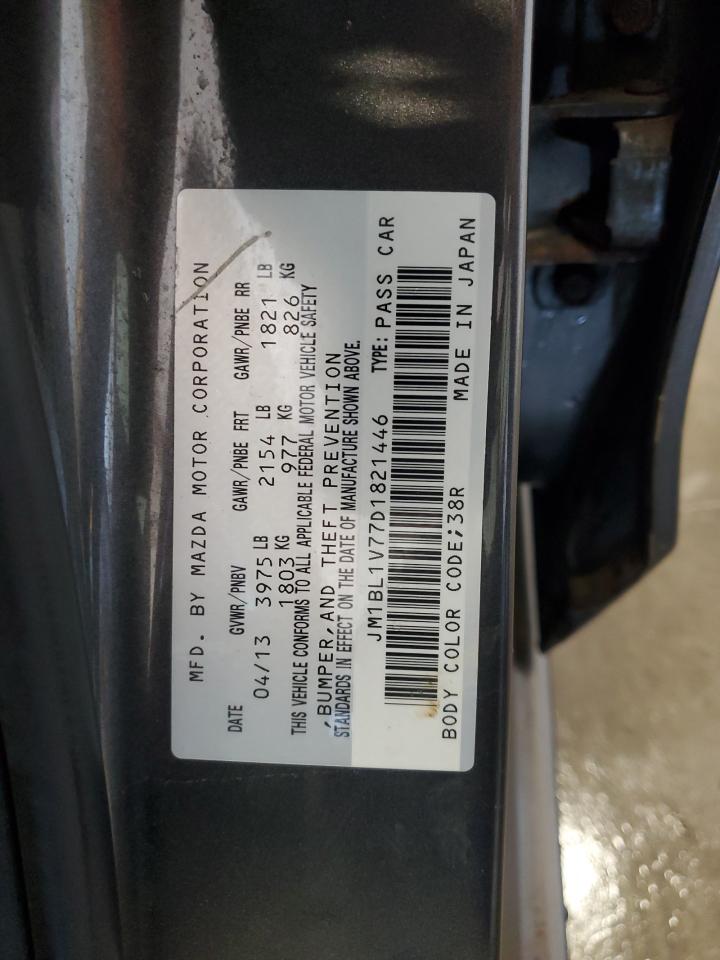 MFD. BY MAZDA MOTOR CORPORATION
DATE GVWR/PNBV GAWR/PNBE FRT GAWR/PNBE RR
04/13 3975 LB 2154 LB 1821 LB
1803 KG 977 KG 826 KG
THIS VEHICLE CONFORMS TO ALL APPLICABLE FEDERAL MOTOR VEHICLE SAFETY
,BUMPER,AND THEFT PREVENTION
STANDARDS IN EFFECT ON THE DATE OF MANUFACTURE SHOWN ABOVE.
JM1BL1V77D1821446 TYPE: PASS CAR
BODY COLOR CODE;38R MADE IN JAPAN